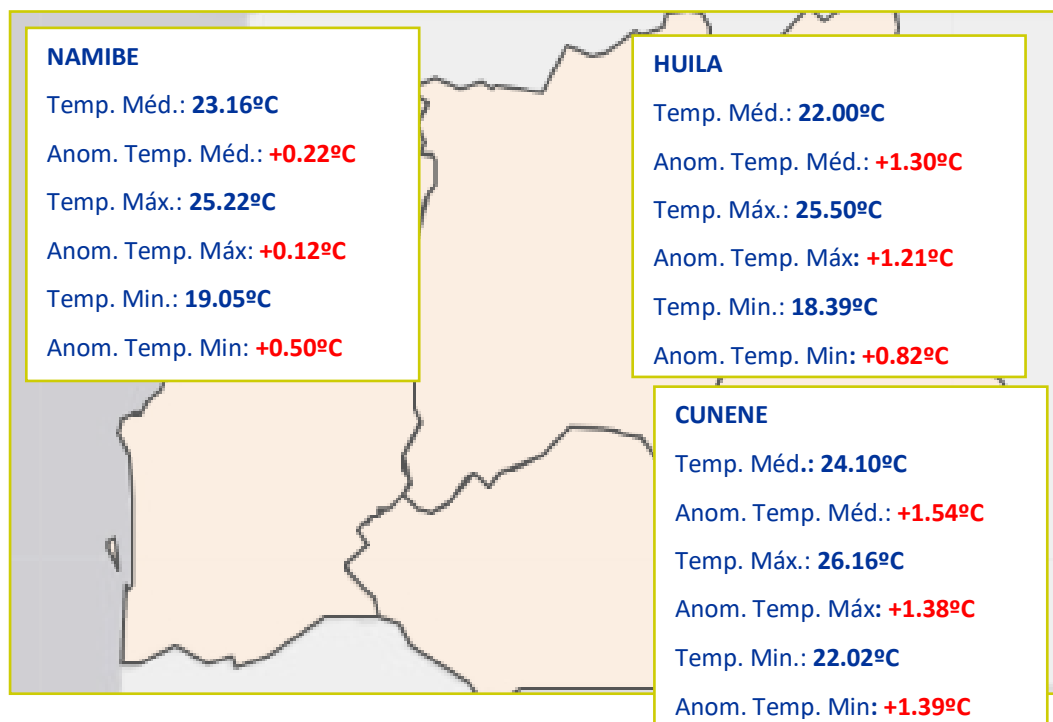 NAMIBE
Temp. Méd.: 23.16ºC
Anom. Temp. Méd.: +0.22ºC
Temp. Máx.: 25.22ºC
Anom. Temp. Máx: +0.12ºC
Temp. Min.: 19.05ºC
Anom. Temp. Min: +0.50ºC
HUILA
Temp. Méd.: 22.00ºC
Anom. Temp. Méd.: +1.30ºC
Temp. Máx.: 25.50ºC
Anom. Temp. Máx: +1.21ºC
Temp. Min.: 18.39ºC
Anom. Temp. Min: +0.82ºC
CUNENE
Temp. Méd.: 24.10ºC
Anom. Temp. Méd.: +1.54ºC
Temp. Máx.: 26.16ºC
Anom. Temp. Máx: +1.38ºC
Temp. Min.: 22.02ºC
Anom. Temp. Min: +1.39ºC